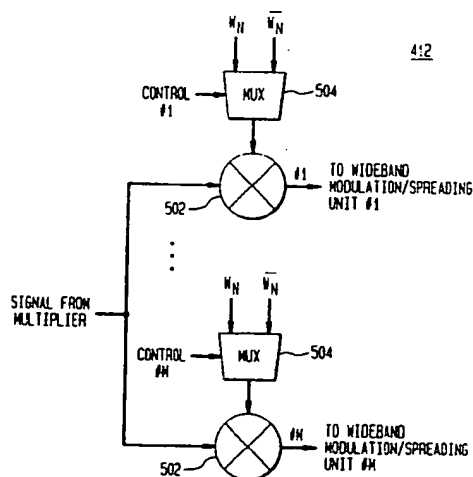 W_N W̅_N
412
CONTROL #1
MUX
504
#1
TO WIDEBAND
MODULATION/SPREADING
UNIT #1
502
SIGNAL FROM
MULTIPLIER
W_N W̅_N
CONTROL #M
MUX
504
#M
TO WIDEBAND
MODULATION/SPREADING
UNIT #M
502